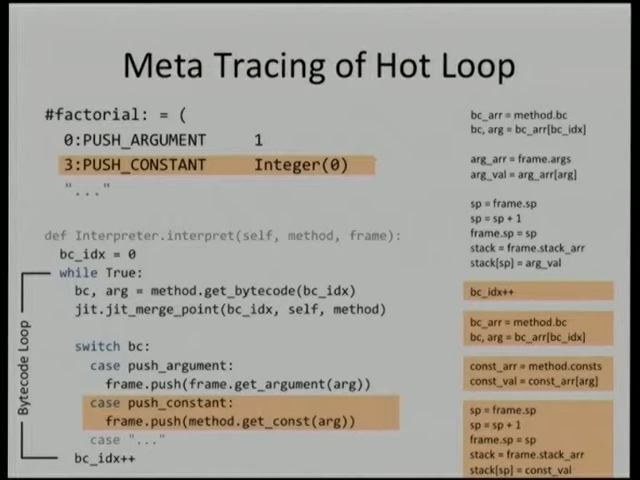 Meta Tracing of Hot Loop
#factorial: = (
0:PUSH_ARGUMENT 1
3:PUSH_CONSTANT Integer(0)
"..."
def Interpreter.interpret(self, method, frame):
bc_idx = 0
while True:
bc, arg = method.get_bytecode(bc_idx)
jit.jit_merge_point(bc_idx, self, method)
switch bc:
case push_argument:
frame.push(frame.get_argument(arg))
case push_constant:
frame.push(method.get_const(arg))
case "..."
bc_idx++
Bytecode Loop
bc_arr = method.bc
bc, arg = bc_arr[bc_idx]
arg_arr = frame.args
arg_val = arg_arr[arg]
sp = frame.sp
sp = sp + 1
frame.sp = sp
stack = frame.stack_arr
stack[sp] = arg_val
bc_idx++
bc_arr = method.bc
bc, arg = bc_arr[bc_idx]
const_arr = method.consts
const_val = const_arr[arg]
sp = frame.sp
sp = sp + 1
frame.sp = sp
stack = frame.stack_arr
stack[sp] = const_val